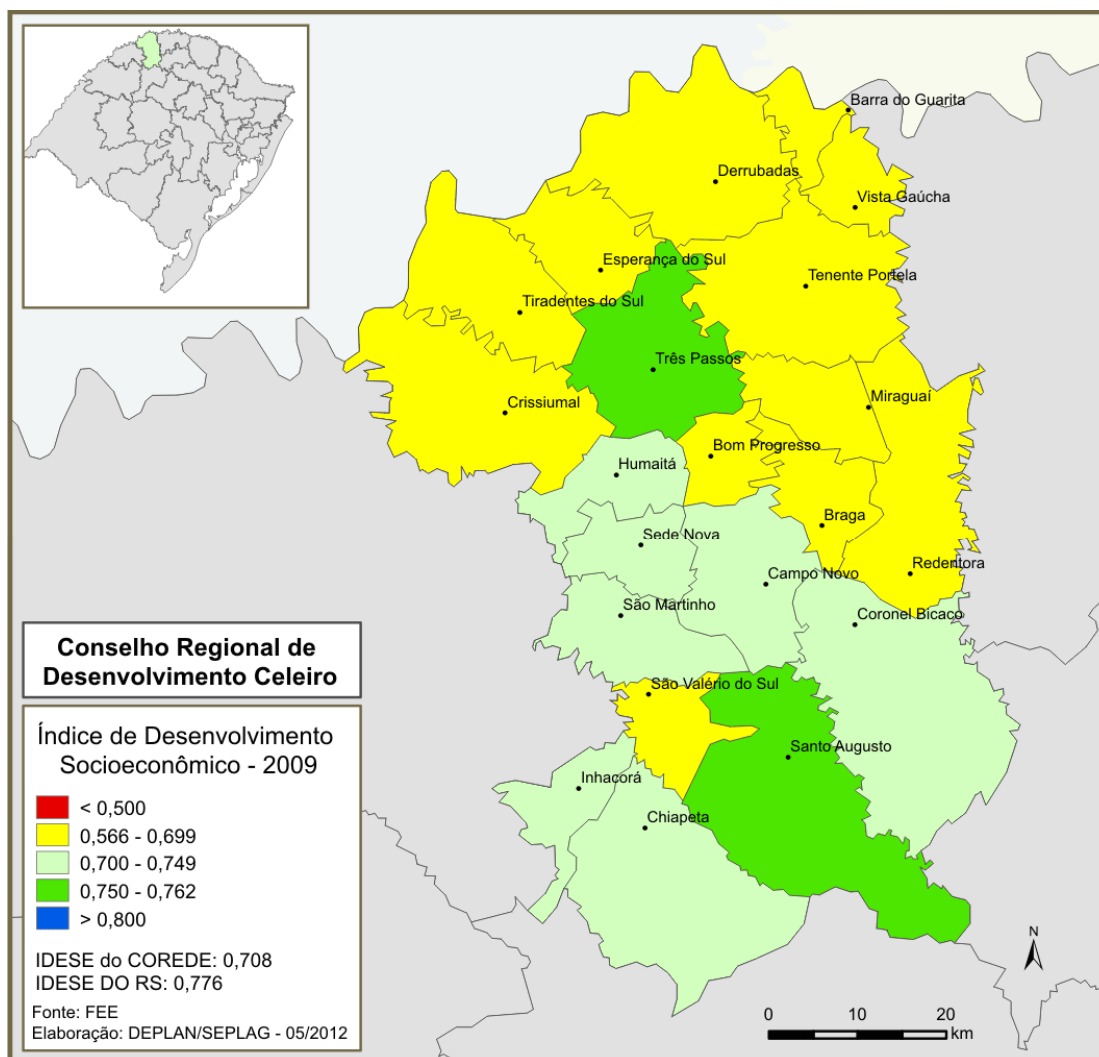 Barra do Guarita
Derrubadas
Vista Gaúcha
Esperança do Sul
Tenente Portela
Tiradentes do Sul
Três Passos
Crissiumal
Miraguaí
Bom Progresso
Humaitá
Braga
Sede Nova
Redentora
Campo Novo
São Martinho
Coronel Bicaco
São Valério do Sul
Santo Augusto
Inhacorá
Chiapeta
Conselho Regional de
Desenvolvimento Celeiro
Índice de Desenvolvimento
Socioeconômico - 2009
< 0,500
0,566 - 0,699
0,700 - 0,749
0,750 - 0,762
> 0,800
IDESE do COREDE: 0,708
IDESE DO RS: 0,776
Fonte: FEE
Elaboração: DEPLAN/SEPLAG - 05/2012
N
0 5 10 20
km